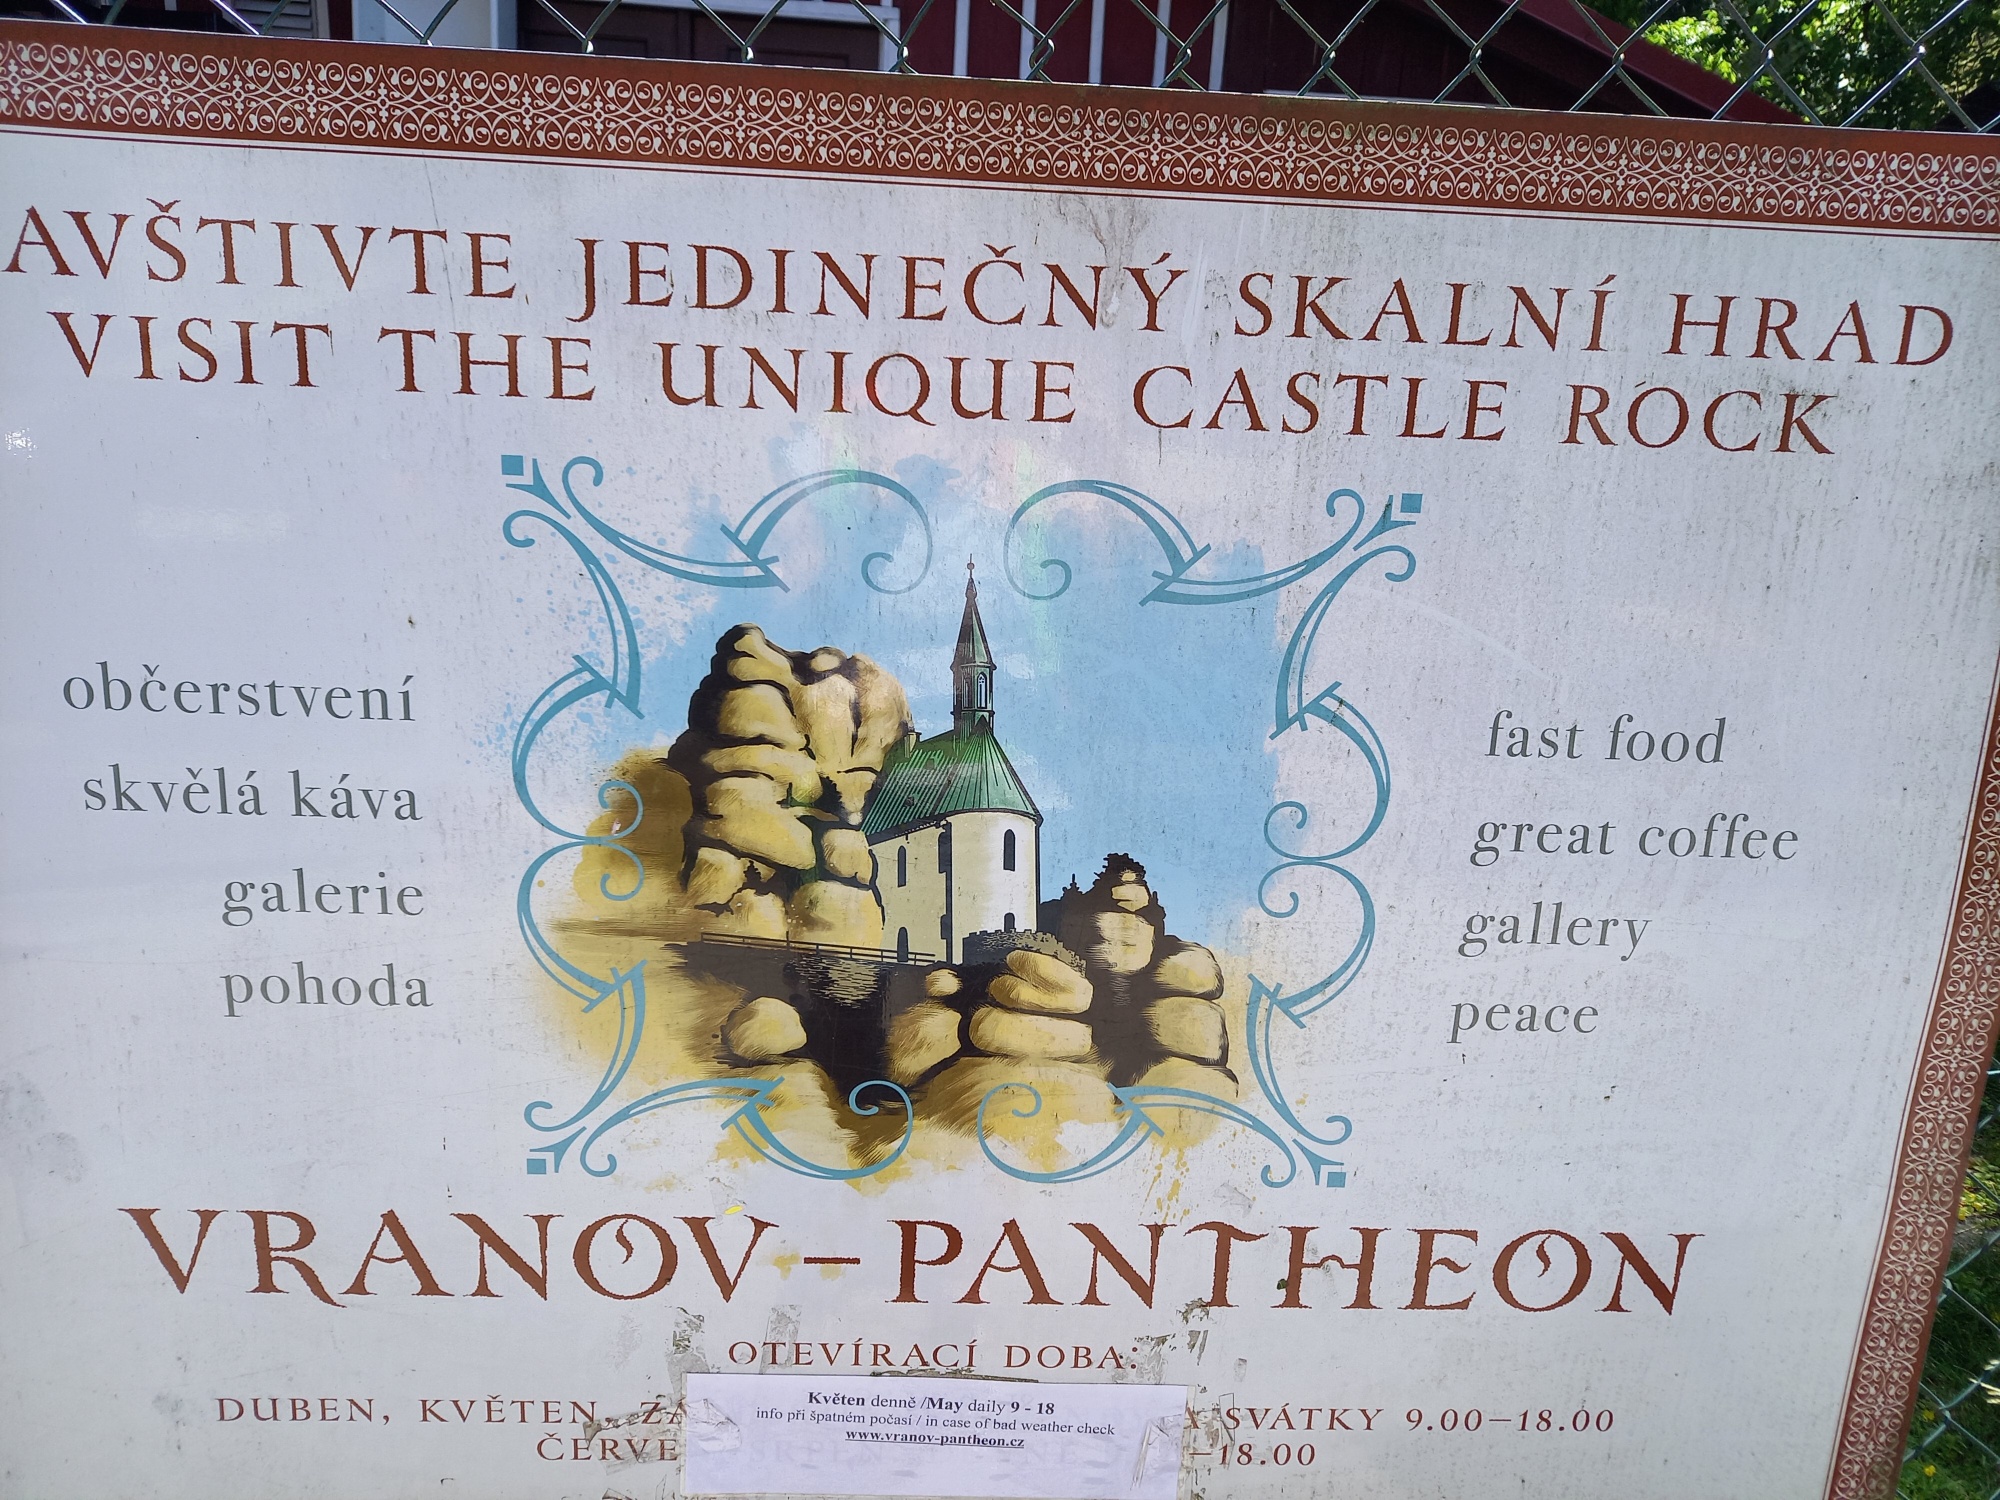 AVŠTIVTE JEDINEČNÝ SKALNÍ HRAD
VISIT THE UNIQUE CASTLE ROCK
občerstvení
skvělá káva
galerie
pohoda
fast food
great coffee
gallery
peace
VRANOV – PANTHEON
OTEVÍRACÍ DOBA:
DUBEN, KVĚTEN, ZÁ SVÁTKY 9.00–18.00
ČERVE –18.00
Květen denně /May daily 9 - 18
info při špatném počasí / in case of bad weather check
www.vranov-pantheon.cz